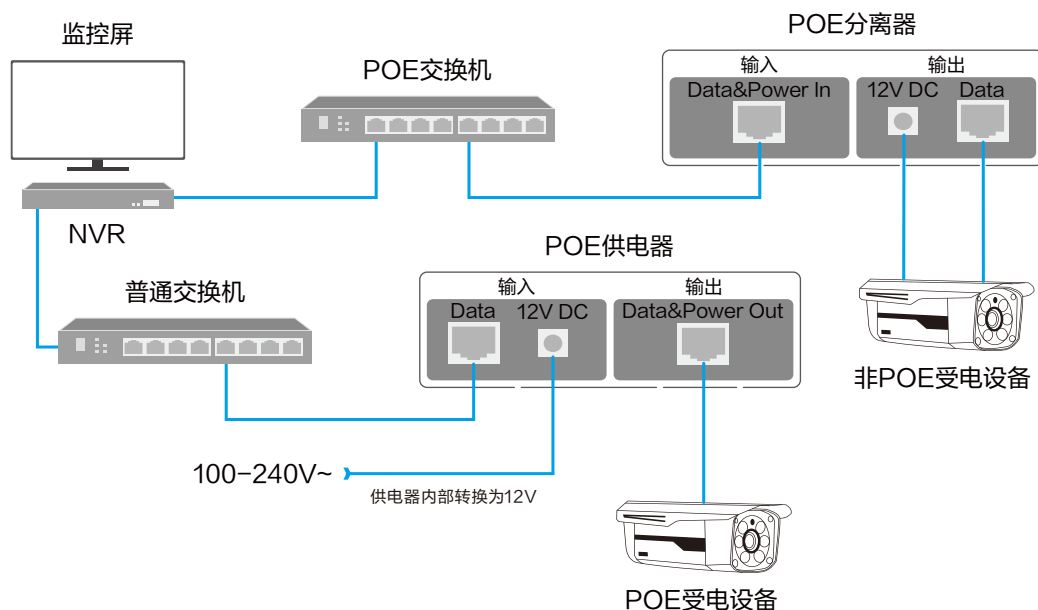 监控屏
NVR
POE交换机
POE分离器
输入
Data&Power In
输出
12V DC
Data
非POE受电设备
普通交换机
POE供电器
输入
Data
12V DC
输出
Data&Power Out
100-240V~
供电器内部转换为12V
POE受电设备